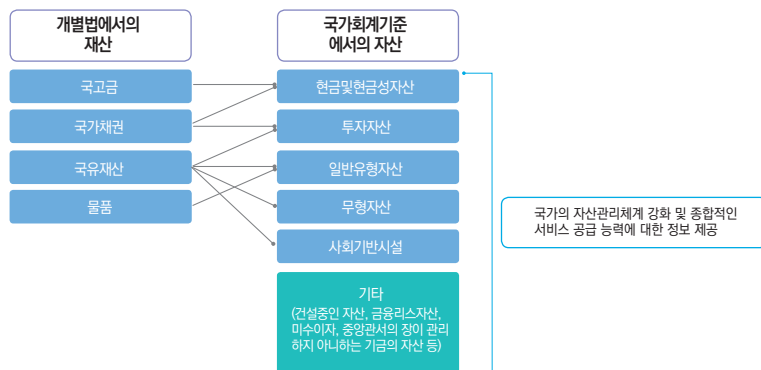 개별법에서의
재산
국가회계기준
에서의 자산
국고금
국가채권
국유재산
물품
현금및현금성자산
투자자산
일반유형자산
무형자산
사회기반시설
기타
(건설중인 자산, 금융리스자산,
미수이자, 중앙관서의 장이 관리
하지 아니하는 기금의 자산 등)
국가의 자산관리체계 강화 및 종합적인
서비스 공급 능력에 대한 정보 제공